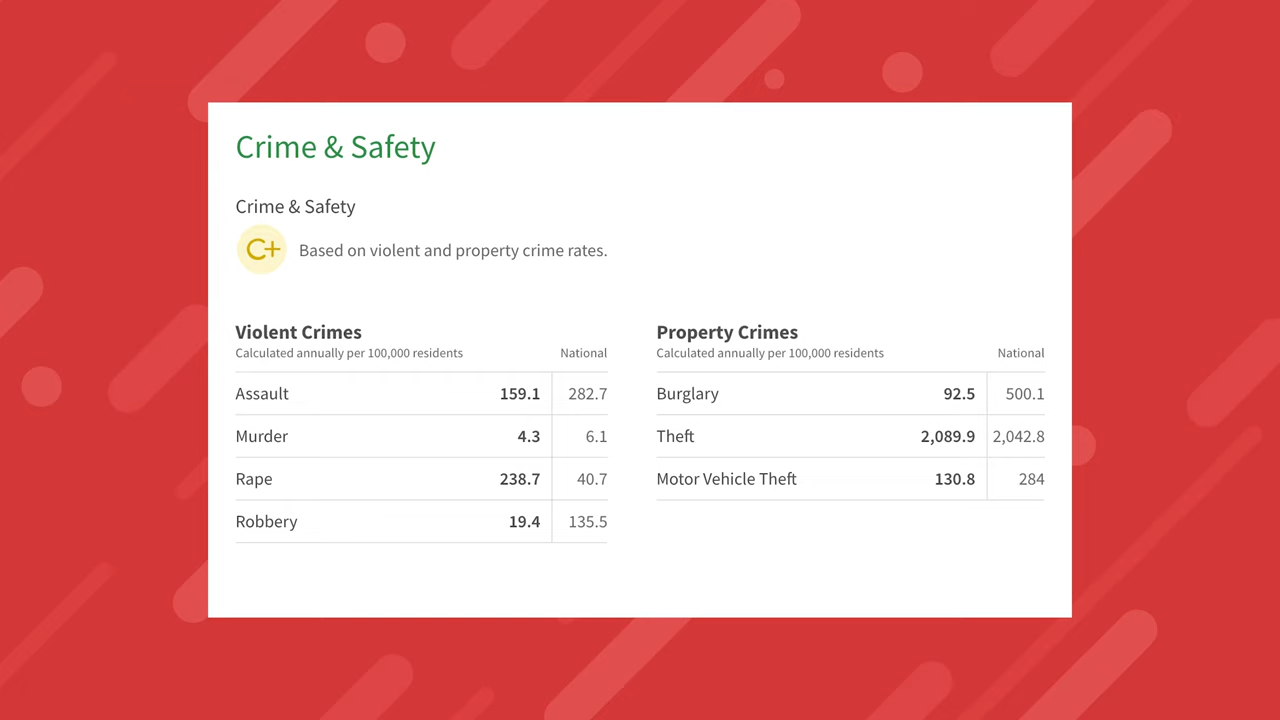 Crime & Safety
Crime & Safety
C+ Based on violent and property crime rates.
Violent Crimes
Calculated annually per 100,000 residents National
Assault 159.1 282.7
Murder 4.3 6.1
Rape 238.7 40.7
Robbery 19.4 135.5
Property Crimes
Calculated annually per 100,000 residents National
Burglary 92.5 500.1
Theft 2,089.9 2,042.8
Motor Vehicle Theft 130.8 284